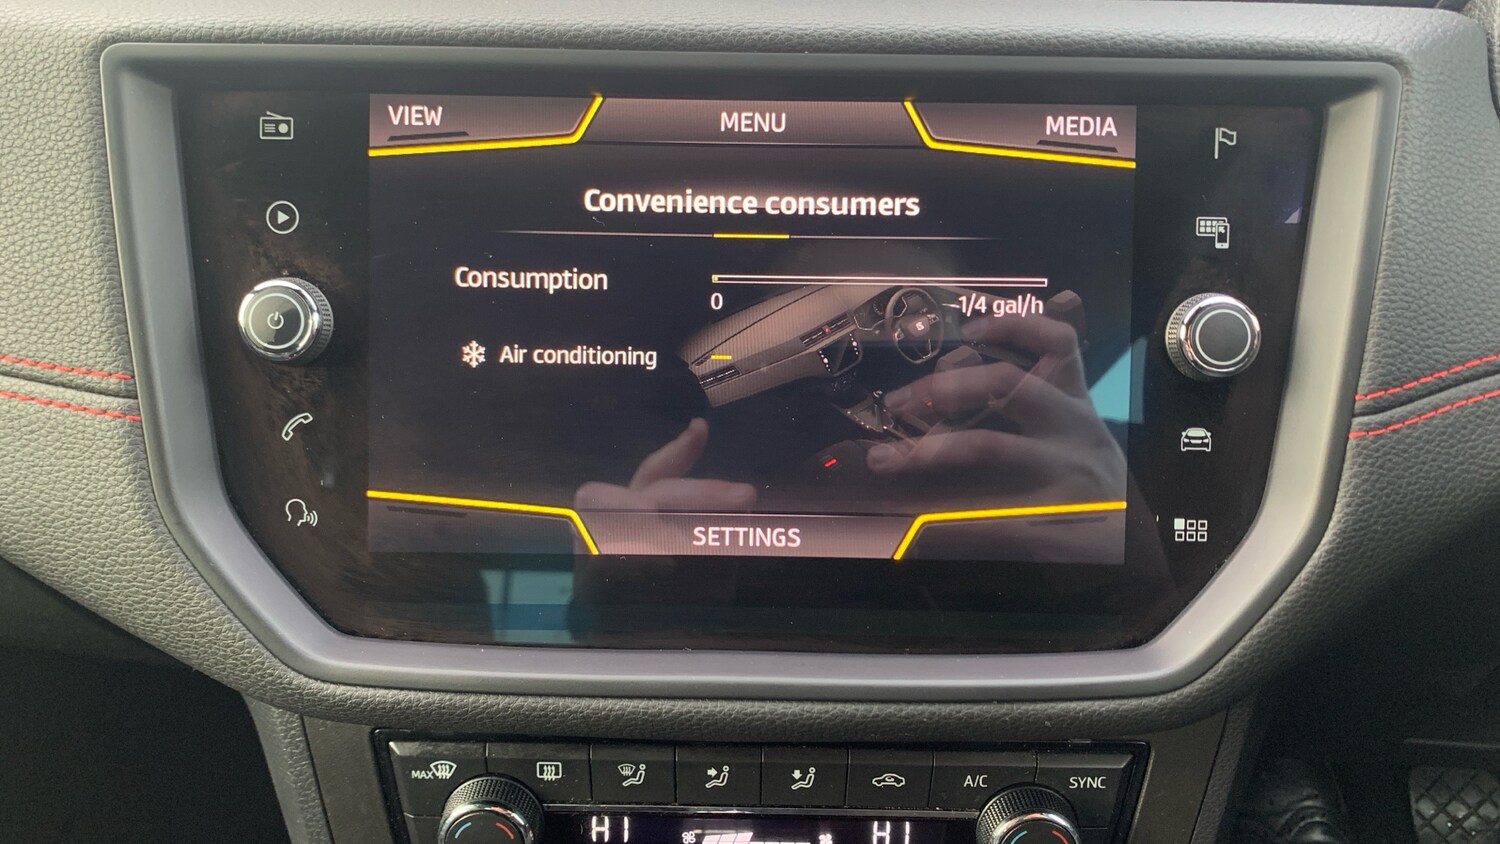 VIEW
MENU
MEDIA
Convenience consumers
Consumption
0
1/4 gal/h
Air conditioning
SETTINGS
MAX
A/C
SYNC
HI
HI